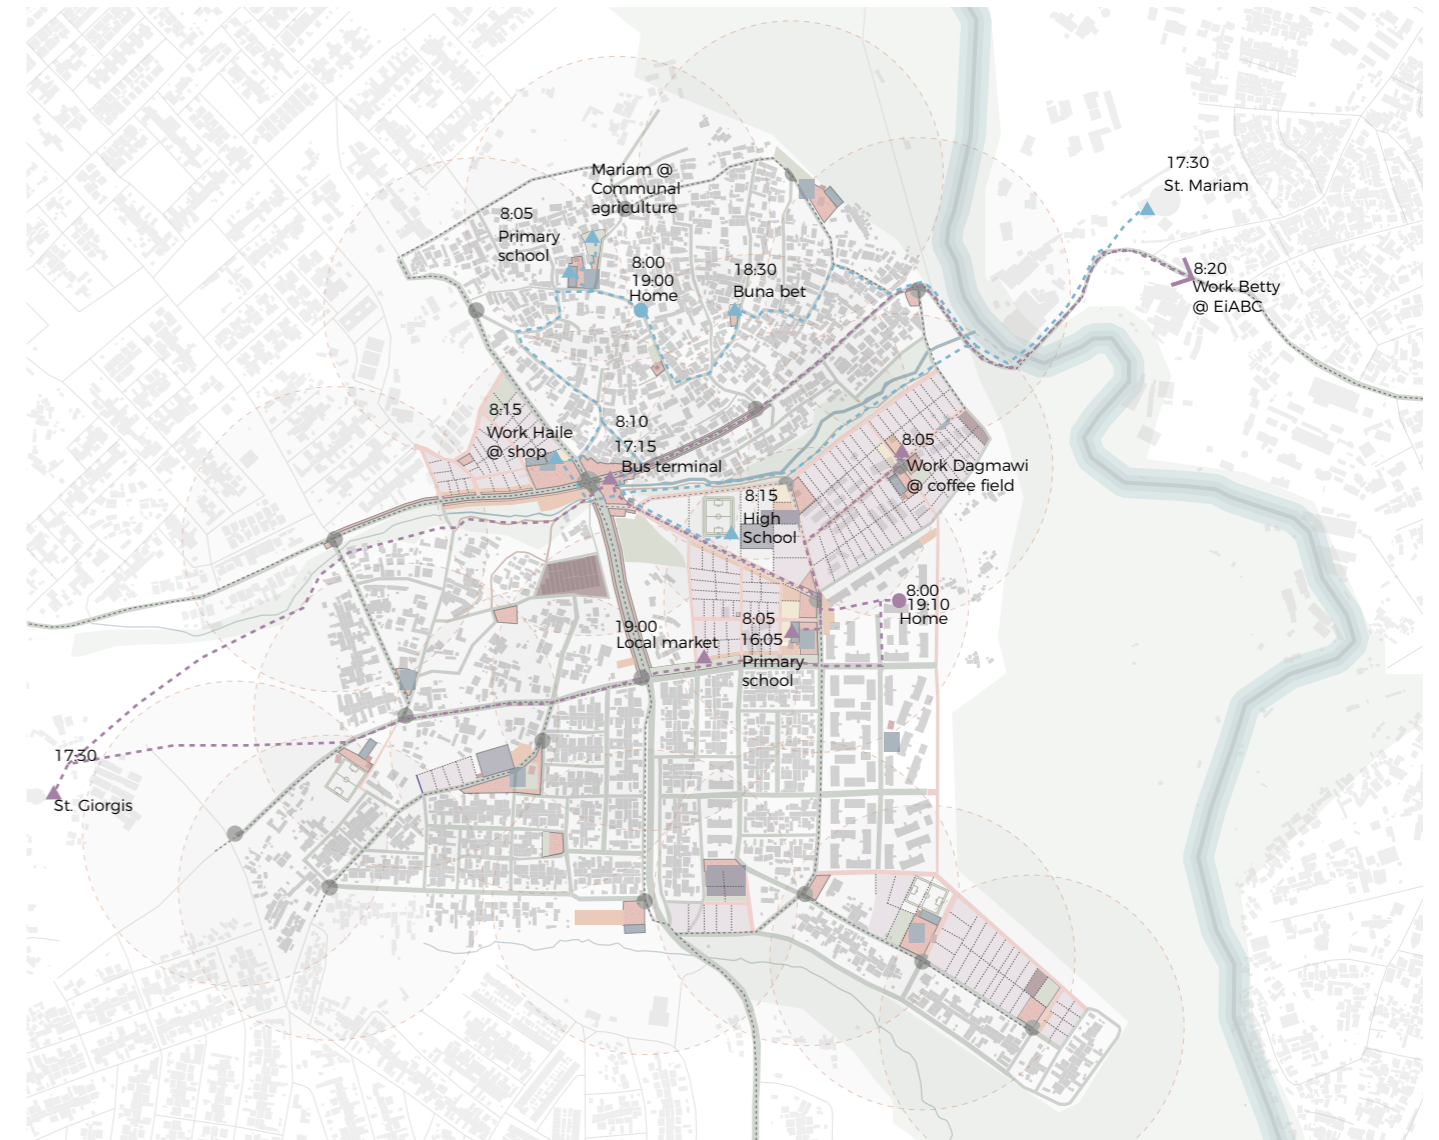 17:30
St. Mariam
Mariam @
Communal
agriculture
8:05
Primary
school
8:00
19:00
Home
18:30
Buna bet
8:20
Work Betty
@ EiABC
8:15
Work Haile
@ shop
8:10
17:15
Bus terminal
8:05
Work Dagmawi
@ coffee field
8:15
High
School
8:00
19:10
Home
19:00
Local market
8:05
16:05
Primary
school
17:30
St. Giorgis